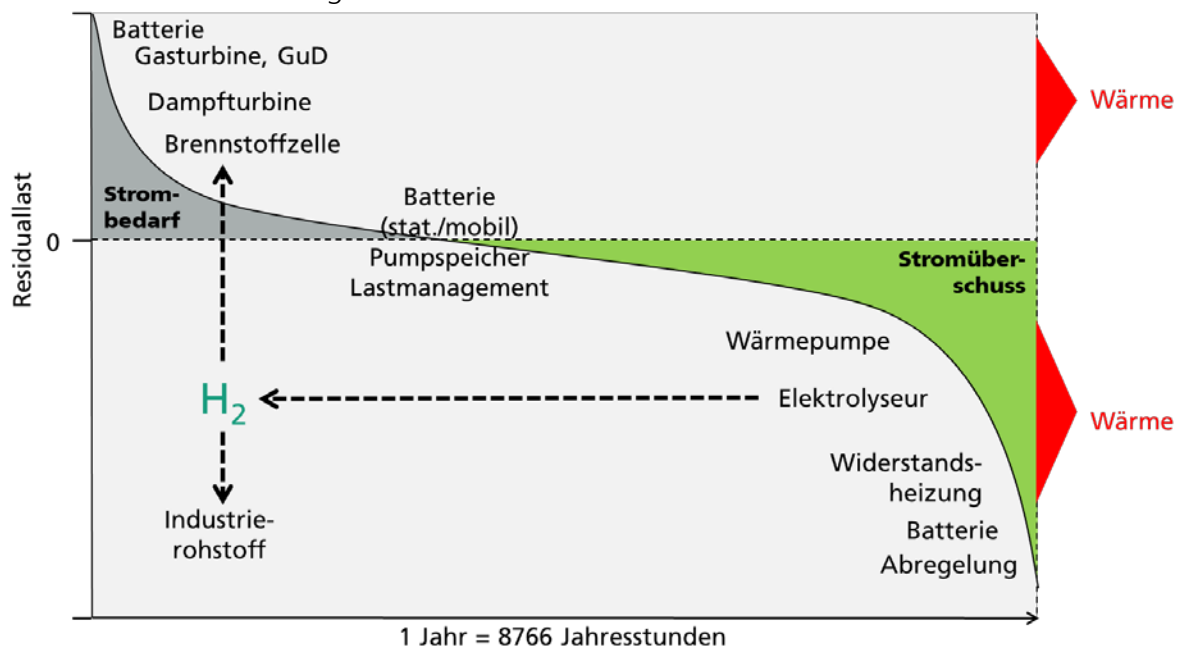 Batterie
Gasturbine, GuD
Dampfturbine
Brennstoffzelle
Wärme
Strom-
bedarf
Batterie
(stat./mobil)
Residuallast
0
Pumpspeicher
Lastmanagement
Stromüber-
schuss
Wärmepumpe
H2
Elektrolyseur
Wärme
Widerstands-
heizung
Industrie-
rohstoff
Batterie
Abregelung
1 Jahr = 8766 Jahresstunden